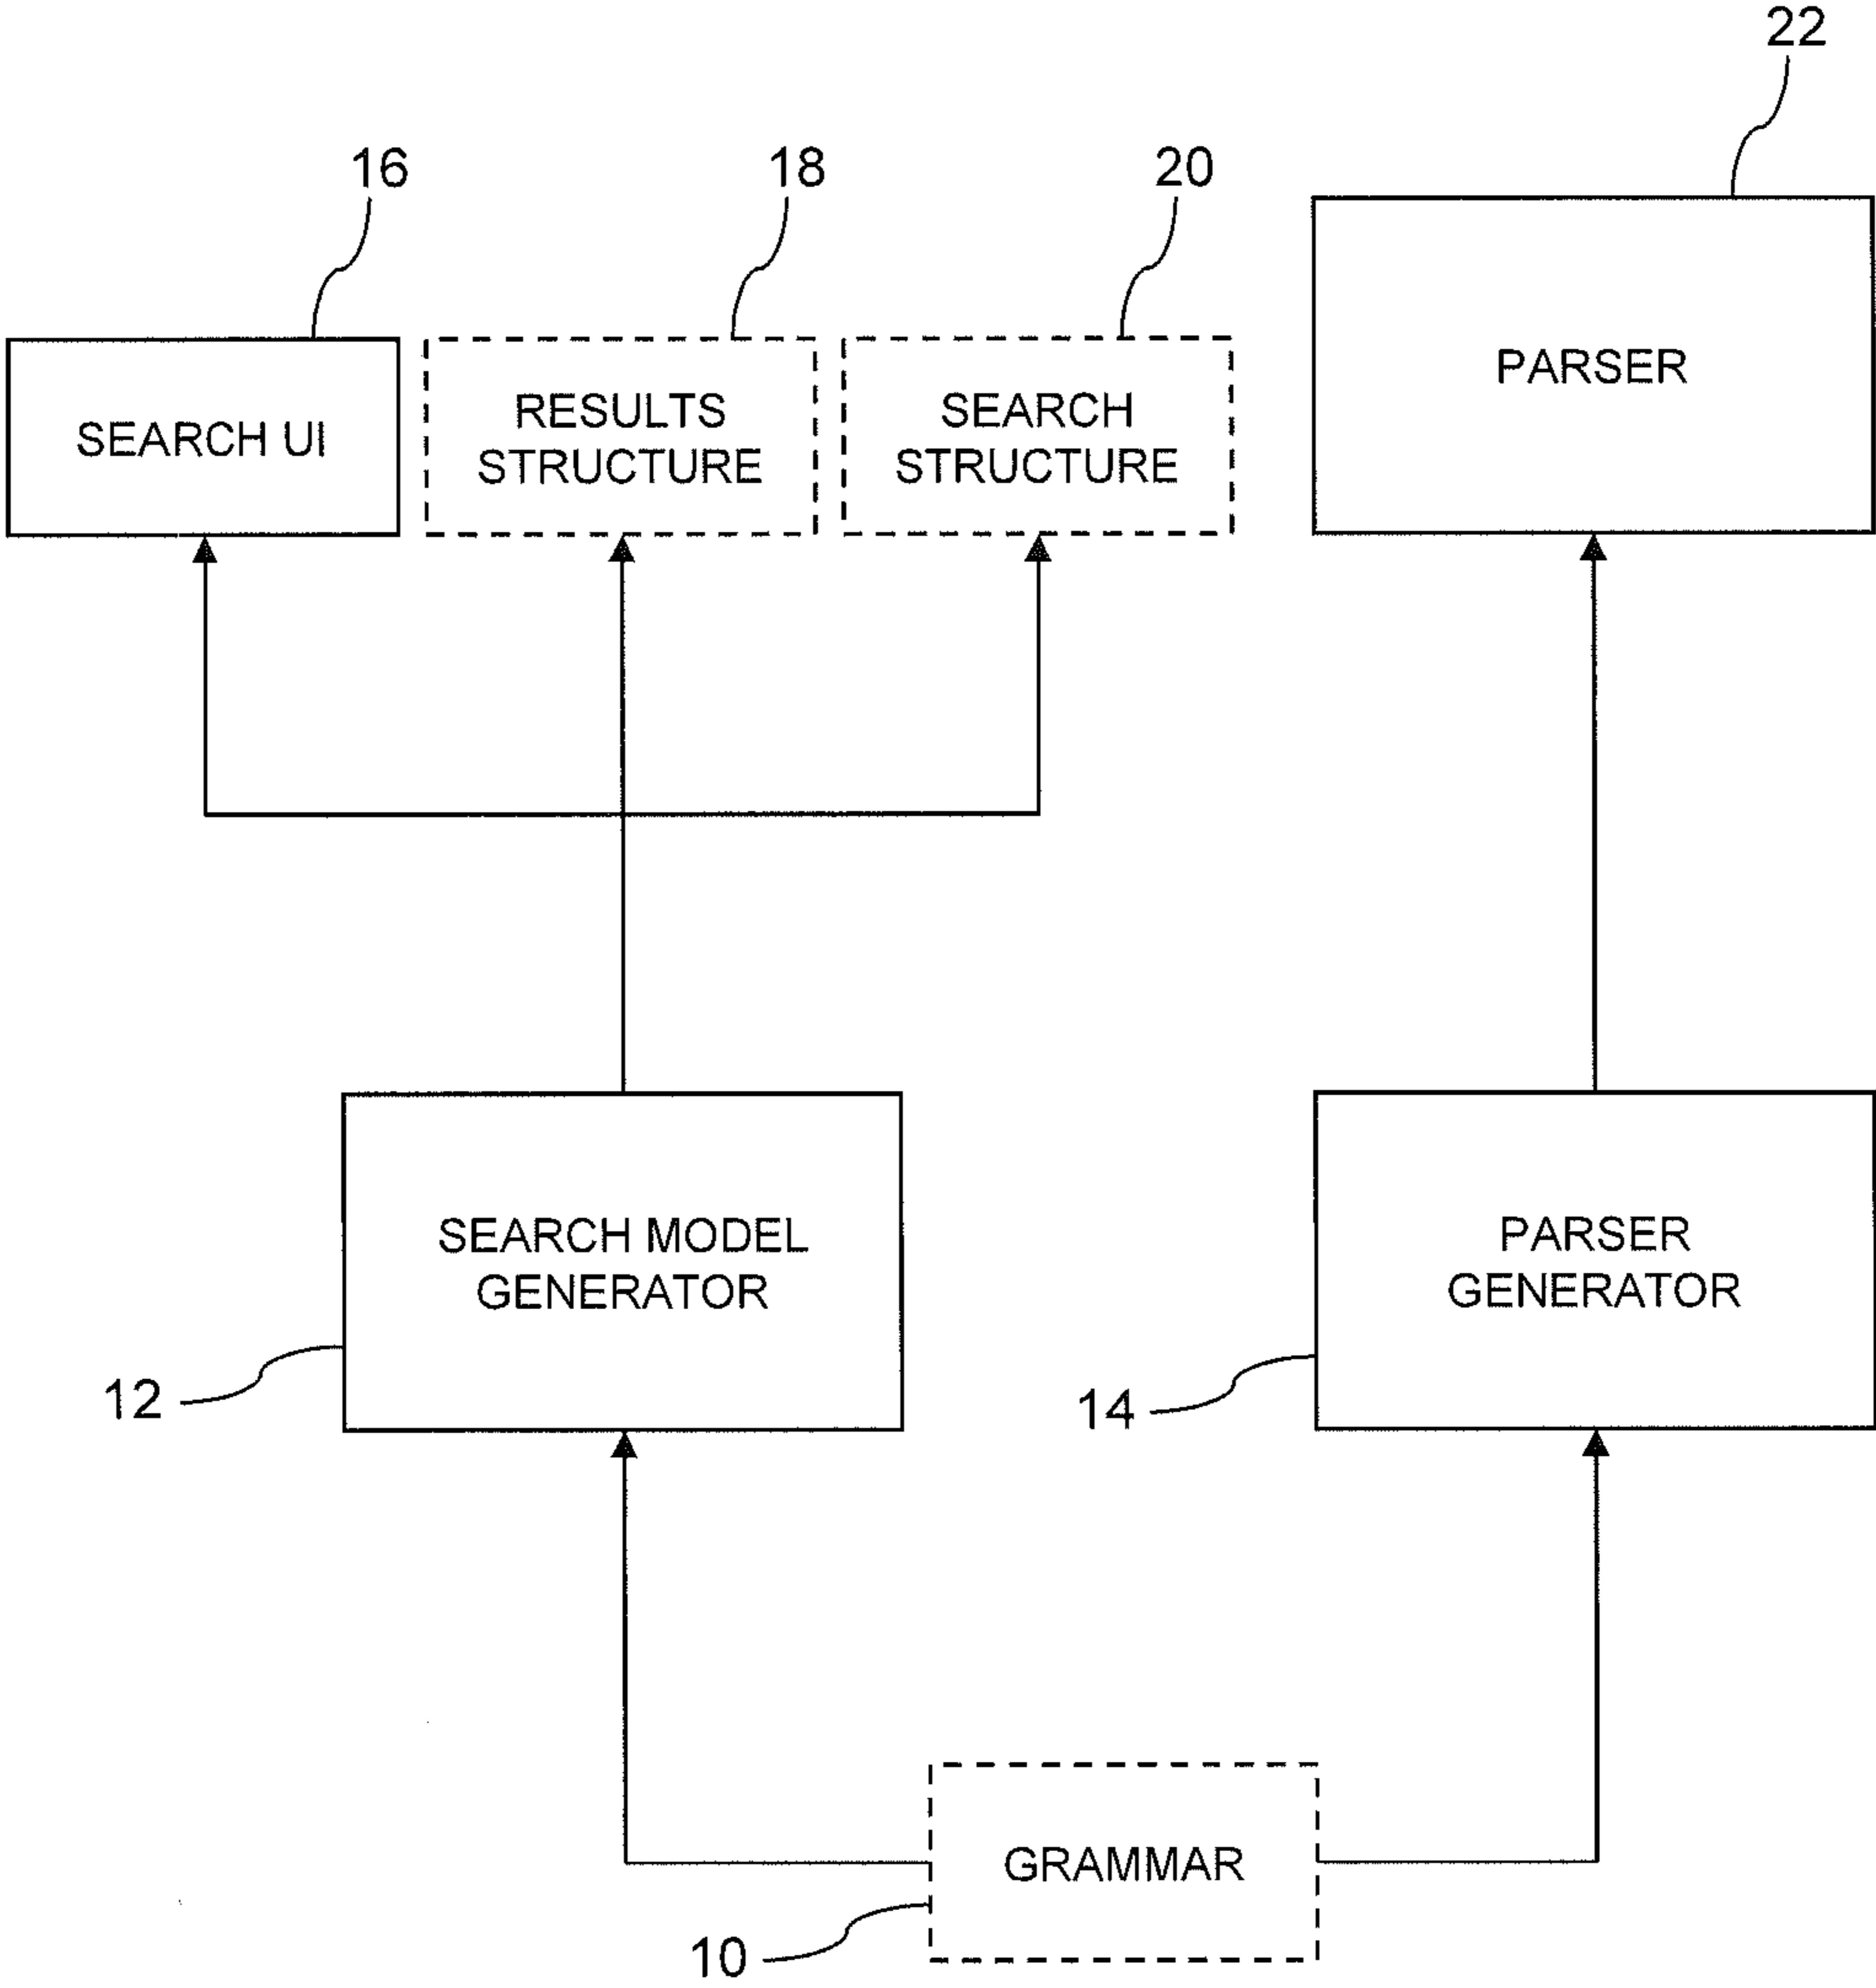 22
16
18
20
SEARCH UI
RESULTS
STRUCTURE
SEARCH
STRUCTURE
PARSER
SEARCH MODEL
GENERATOR
PARSER
GENERATOR
12
14
GRAMMAR
10